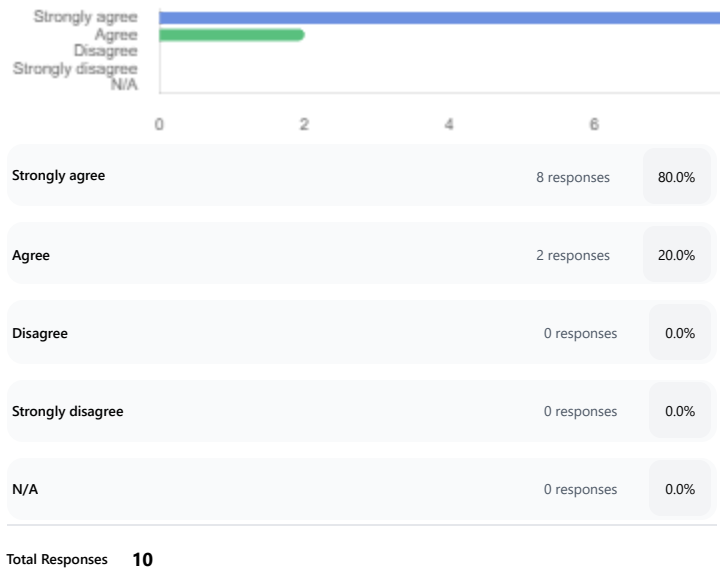 Strongly agree
Agree
Disagree
Strongly disagree
N/A
0 2 4 6
Strongly agree 8 responses 80.0%
Agree 2 responses 20.0%
Disagree 0 responses 0.0%
Strongly disagree 0 responses 0.0%
N/A 0 responses 0.0%
Total Responses 10